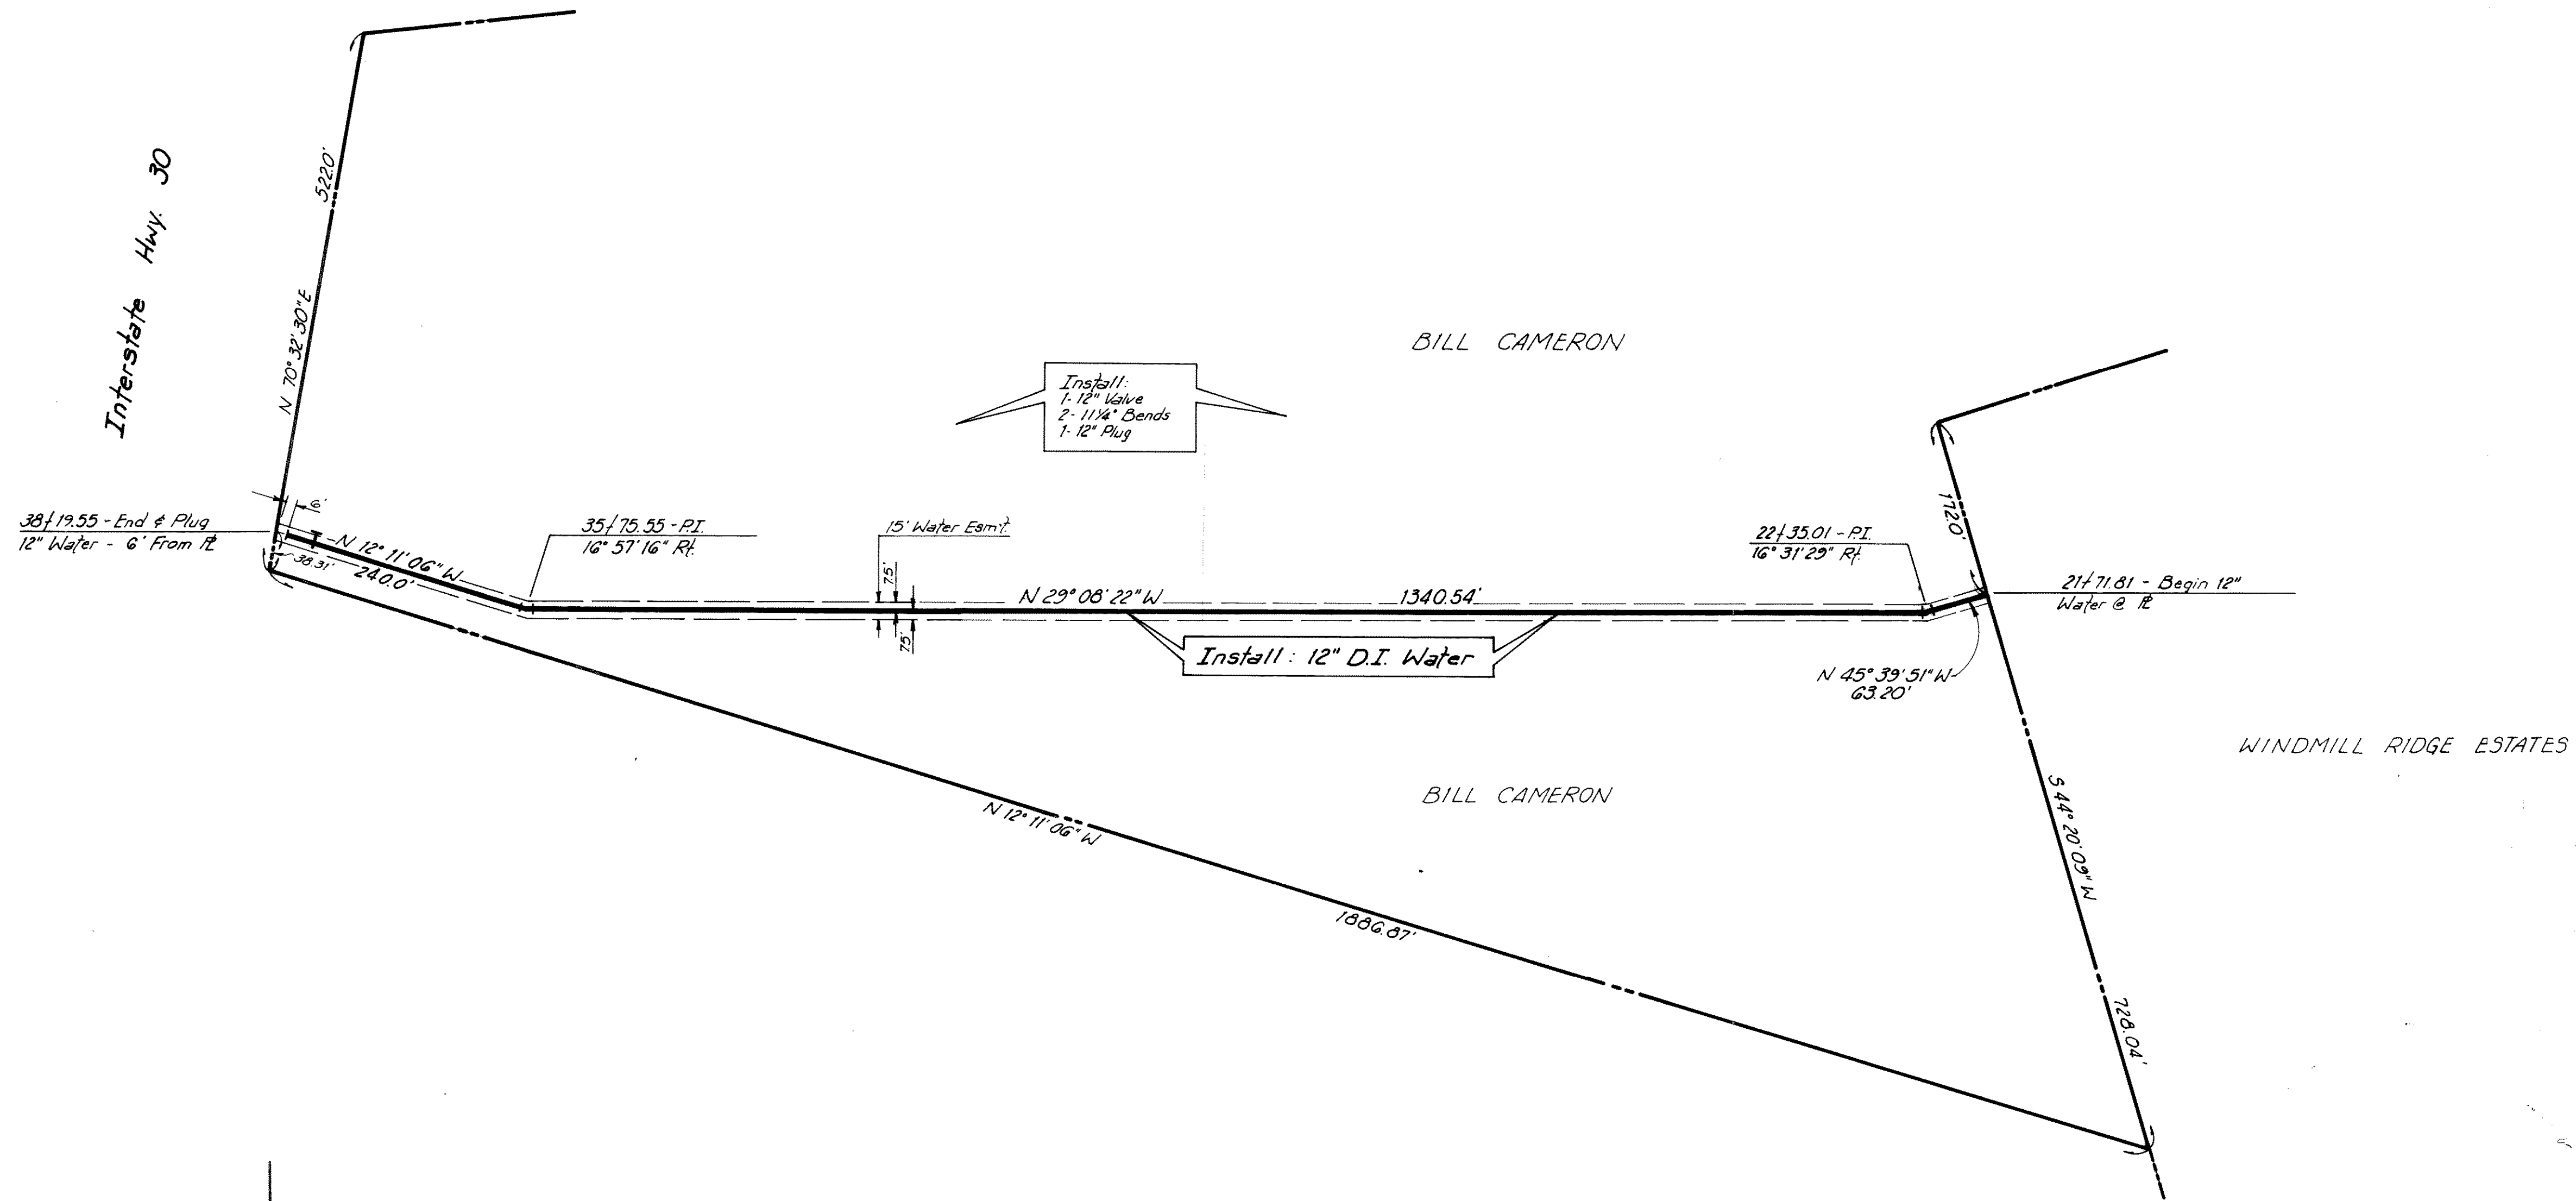 Interstate Hwy. 30
522.0'
N 70° 32' 30" E
BILL CAMERON
Install:
1- 12" Valve
2- 11¼° Bends
1- 12" Plug
172.0'
6'
38+19.55 - End & Plug
12" Water - 6' From ⅊
N 12° 11' 06" W
240.0'
38.31'
35+75.55 - P.I.
16° 57' 16" Rt.
15' Water Esm't.
7.5'
7.5'
N 29° 08' 22" W
1340.54'
22+35.01 - P.I.
16° 31' 29" Rt.
21+71.81 - Begin 12"
Water @ ⅊
Install : 12" D.I. Water
N 45° 39' 51" W
63.20'
WINDMILL RIDGE ESTATES
BILL CAMERON
S 44° 20' 09" W
N 12° 11' 06" W
1886.87'
728.04'